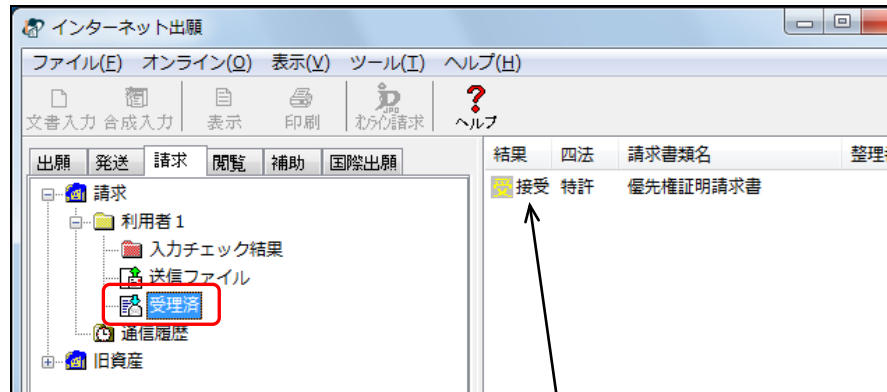 インターネット出願
ファイル(F) オンライン(O) 表示(V) ツール(T) ヘルプ(H)
文書入力 合成入力 表示 印刷 オンライン請求 ヘルプ
出願 発送 請求 閲覧 補助 国際出願
結果 四法 請求書類名 整理
受 接受 特許 優先権証明請求書
請求
利用者1
入力チェック結果
送信ファイル
受理済
通信履歴
旧資産